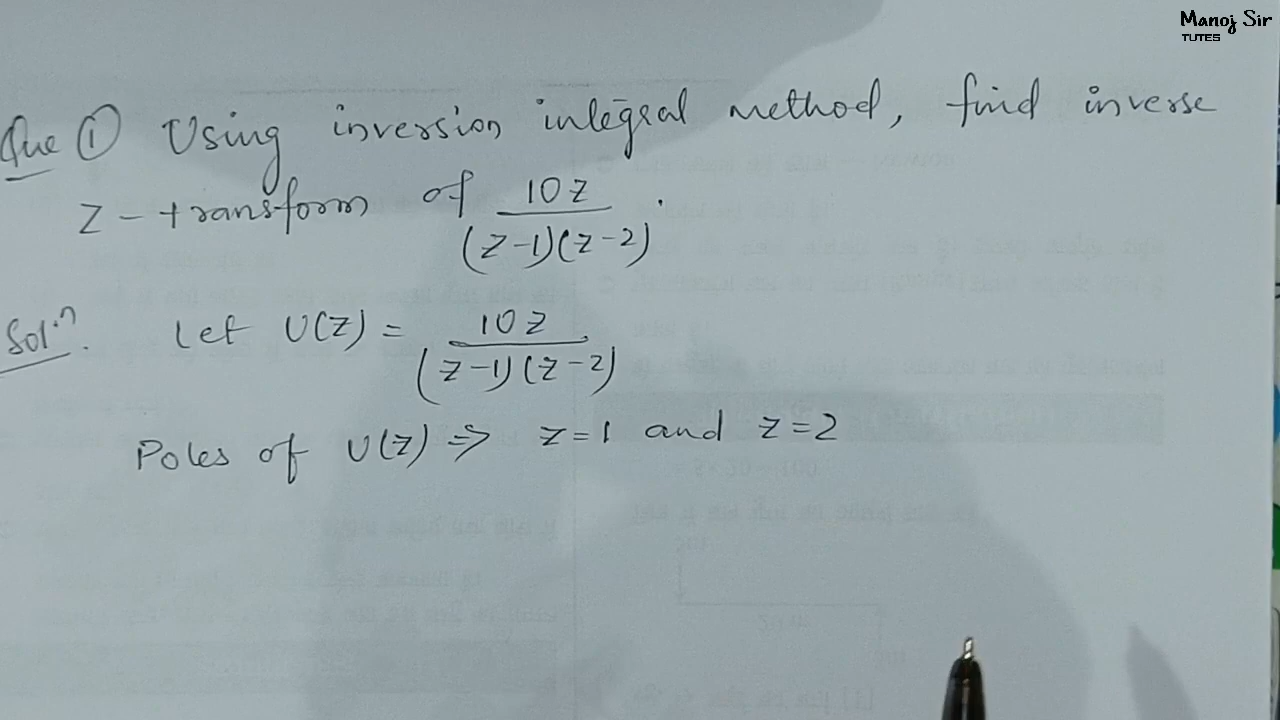 Manoj Sir
TUTES
Que ① Using inversion integral method, find inverse
Z-transform of 10z / (z-1)(z-2).
Solⁿ. Let U(z) = 10z / (z-1)(z-2)
Poles of U(z) ⇒ z=1 and z=2